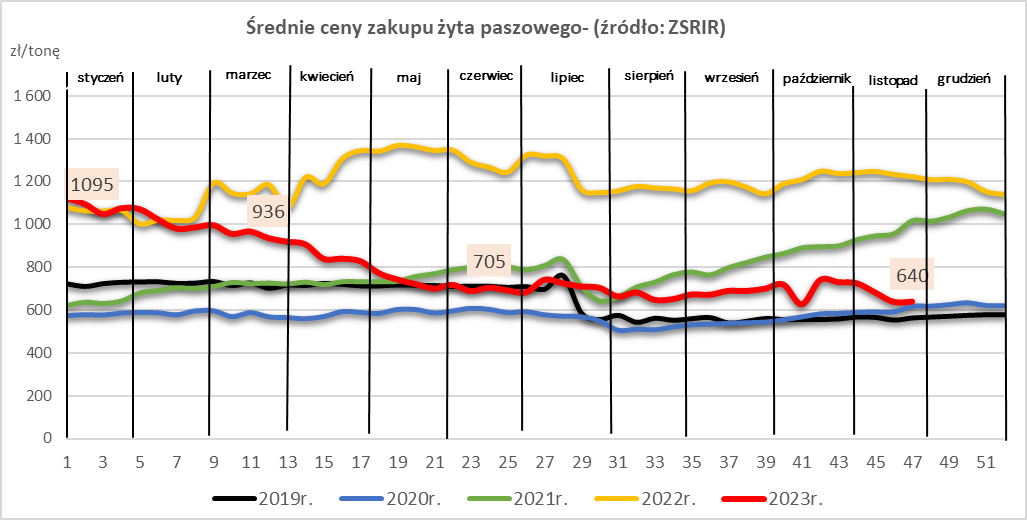 Średnie ceny zakupu żyta paszowego- (źródło: ZSRIR)
zł/tonę
styczeń luty marzec kwiecień maj czerwiec lipiec sierpień wrzesień październik listopad grudzień
1 600
1 400
1 200
1 000
800
600
400
200
0
1095
936
705
640
1 3 5 7 9 11 13 15 17 19 21 23 25 27 29 31 33 35 37 39 41 43 45 47 49 51
2019r. 2020r. 2021r. 2022r. 2023r.